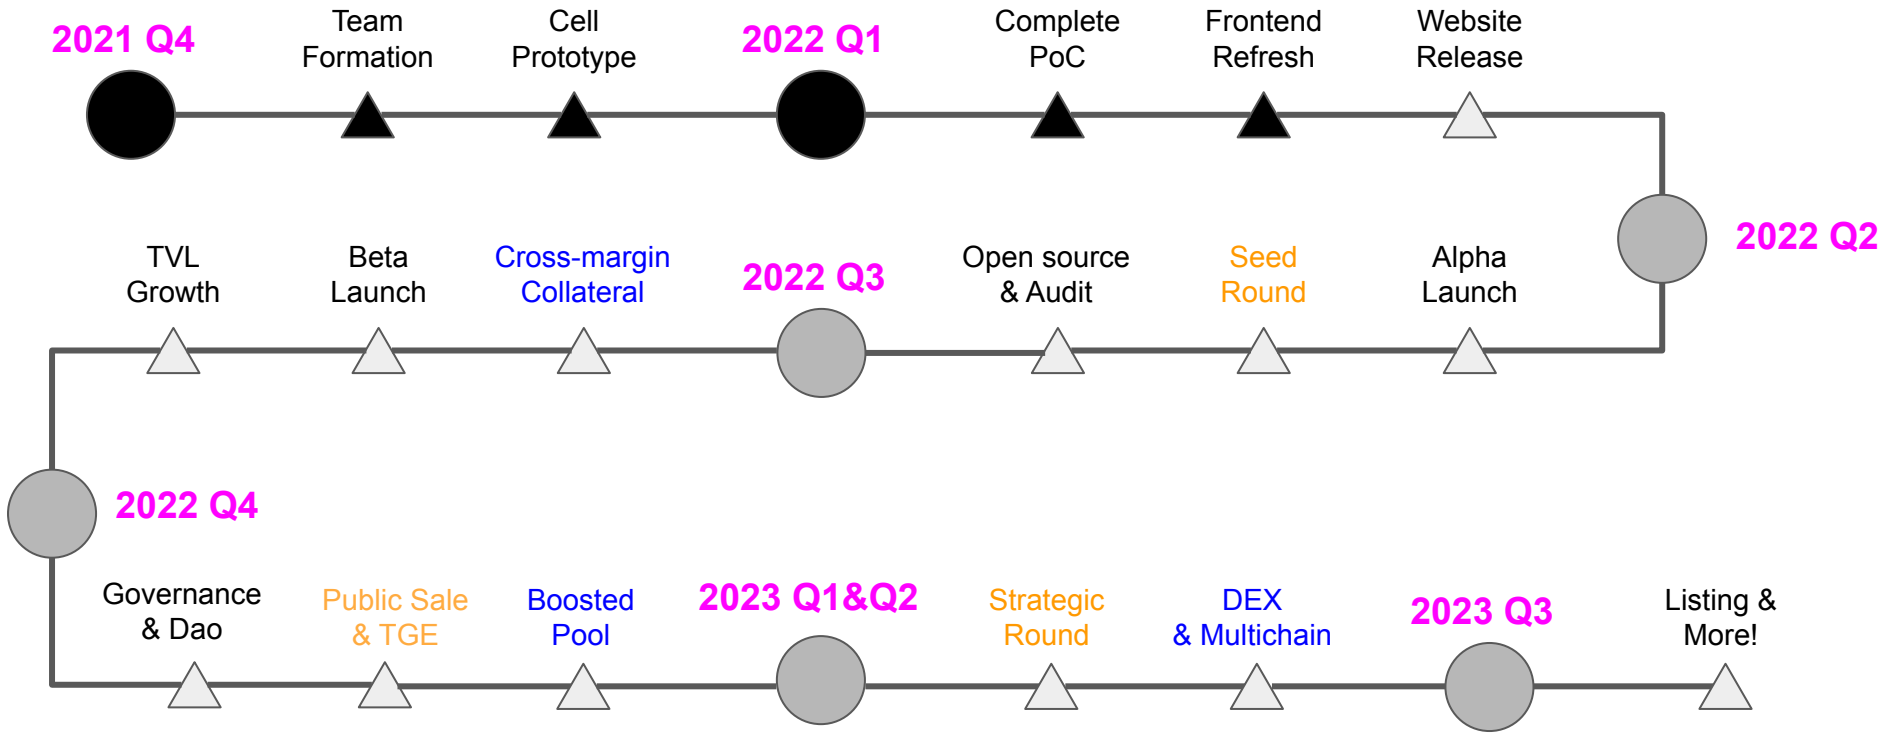 2021 Q4
Team
Formation
Cell
Prototype
2022 Q1
Complete
PoC
Frontend
Refresh
Website
Release
2022 Q2
TVL
Growth
Beta
Launch
Cross-margin
Collateral
2022 Q3
Open source
& Audit
Seed
Round
Alpha
Launch
2022 Q4
Governance
& Dao
Public Sale
& TGE
Boosted
Pool
2023 Q1&Q2
Strategic
Round
DEX
& Multichain
2023 Q3
Listing &
More!